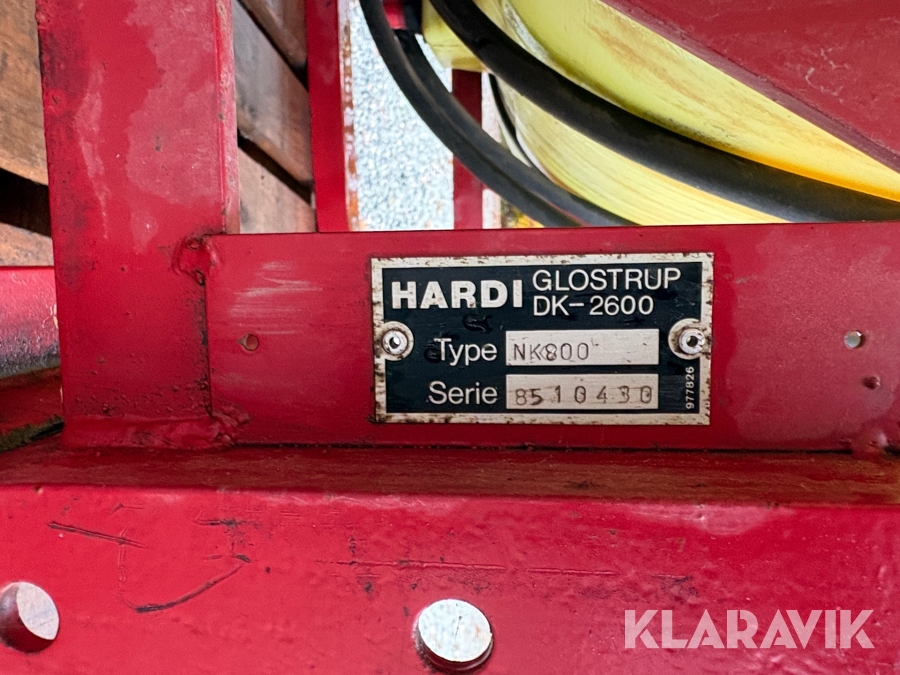 HARDI GLOSTRUP
DK-2600
Type NK800
Serie 8510430
977826
KLARAVIK